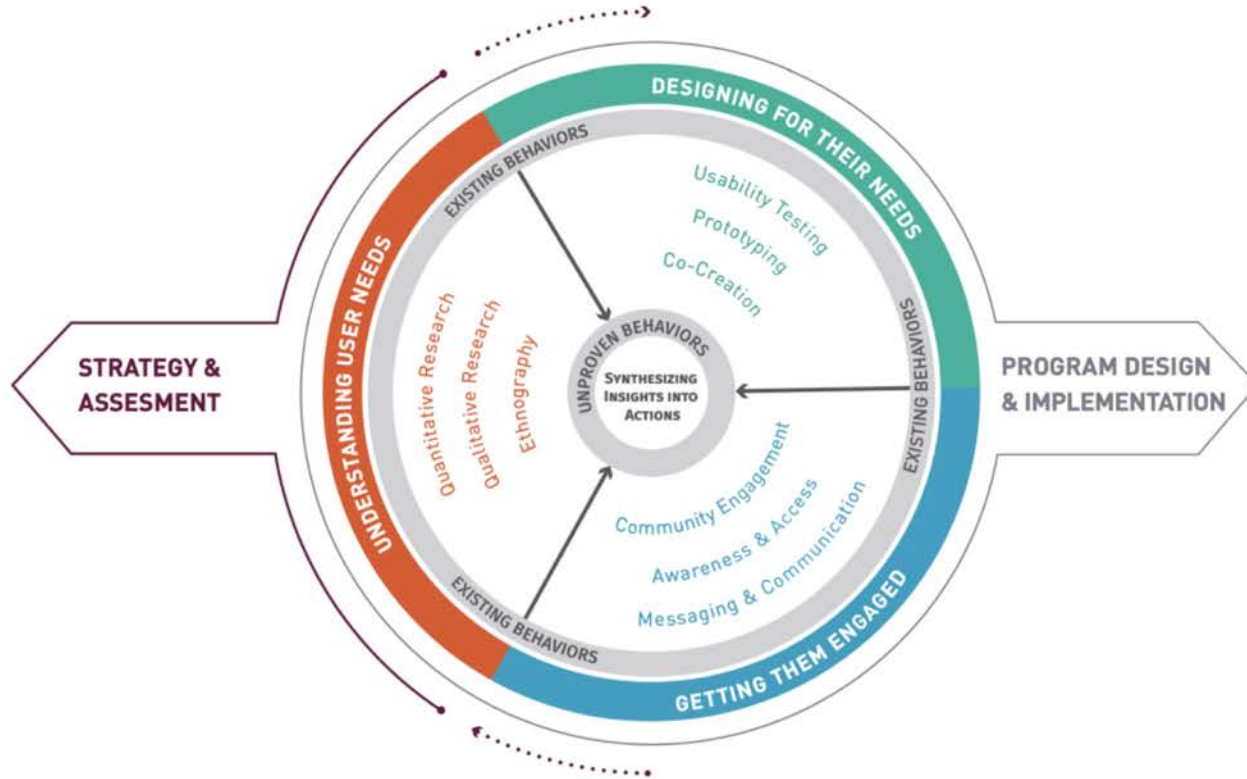 DESIGNING FOR THEIR NEEDS
EXISTING BEHAVIORS
Usability Testing
Prototyping
Co-Creation
UNDERSTANDING USER NEEDS
Quantitative Research
Qualitative Research
Ethnography
STRATEGY &
ASSESMENT
UNPROVEN BEHAVIORS
SYNTHESIZING
INSIGHTS INTO
ACTIONS
EXISTING BEHAVIORS
PROGRAM DESIGN
& IMPLEMENTATION
Community Engagement
Awareness & Access
Messaging & Communication
EXISTING BEHAVIORS
GETTING THEM ENGAGED